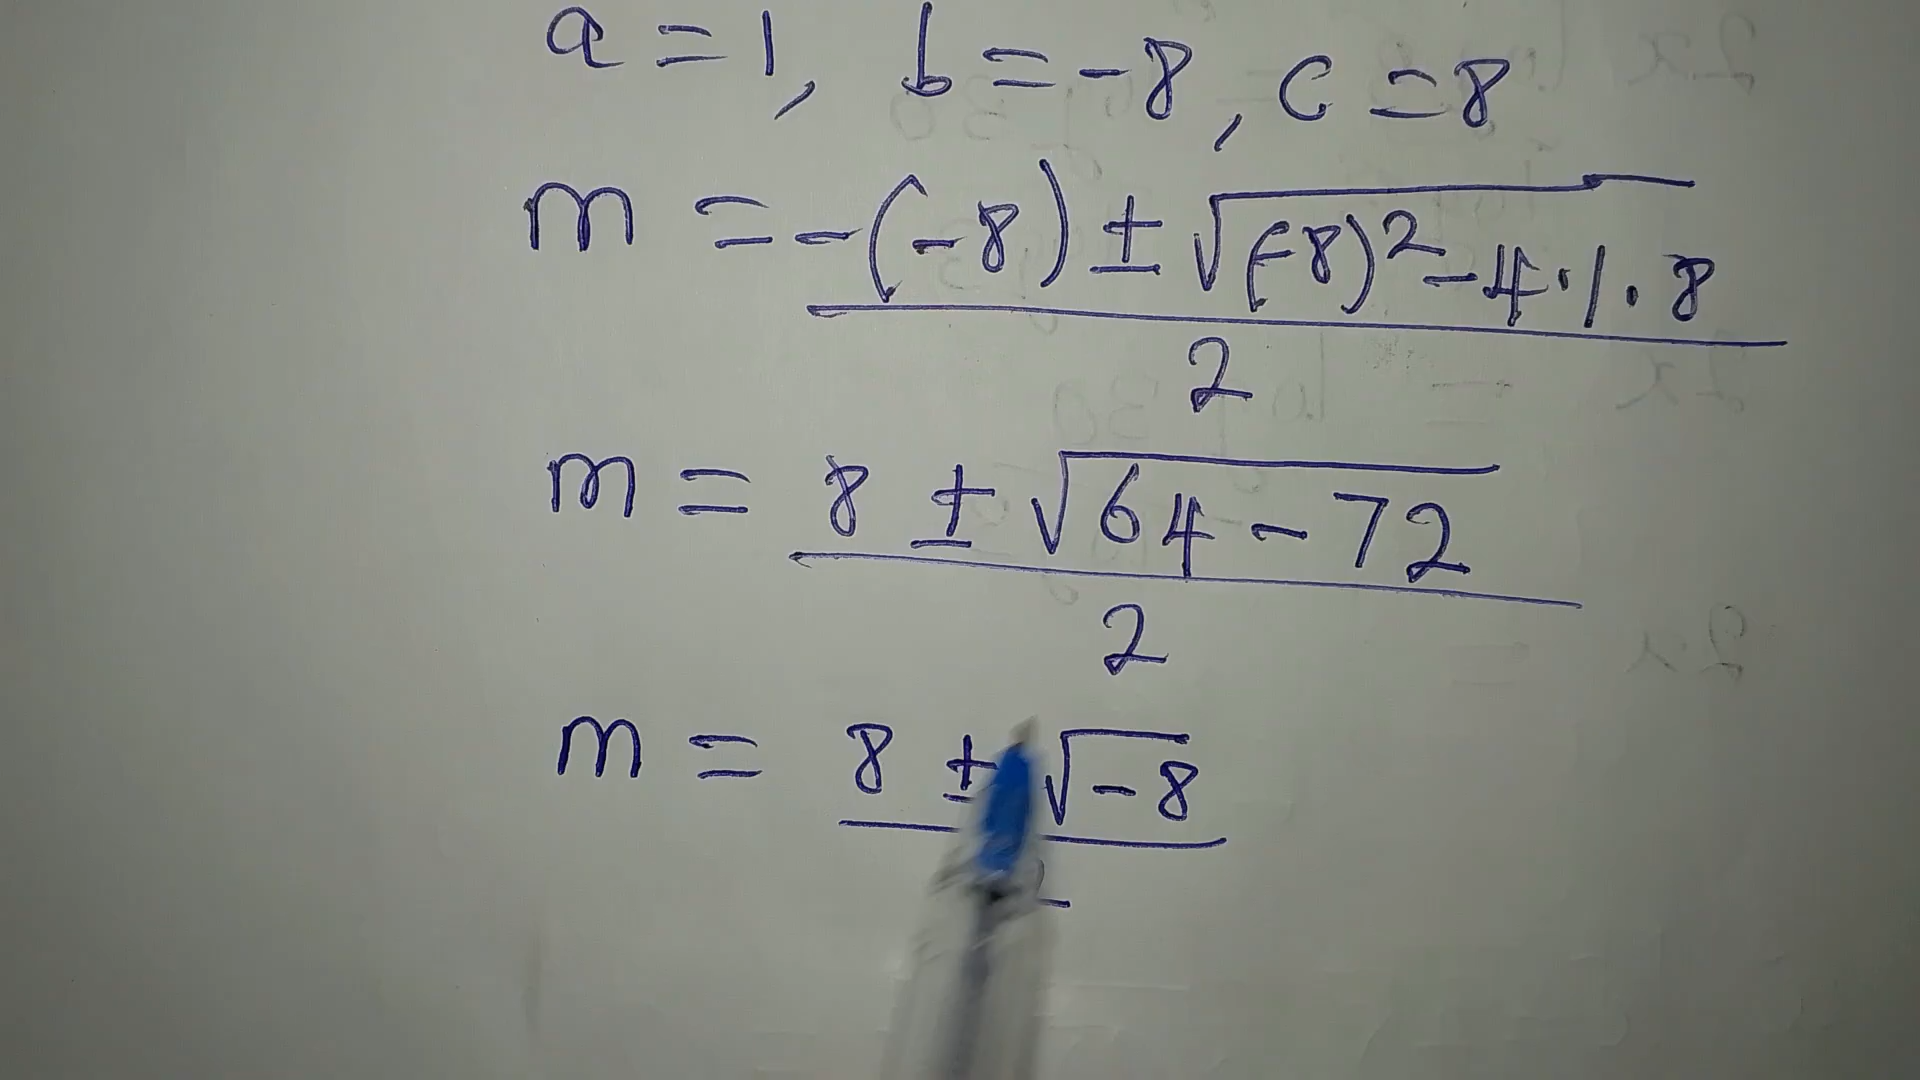 a = 1, b = -8, c = 8
m = -(-8) ± √(-8)² - 4·1·8
2
m = 8 ± √64 - 72
2
m = 8 ± √-8